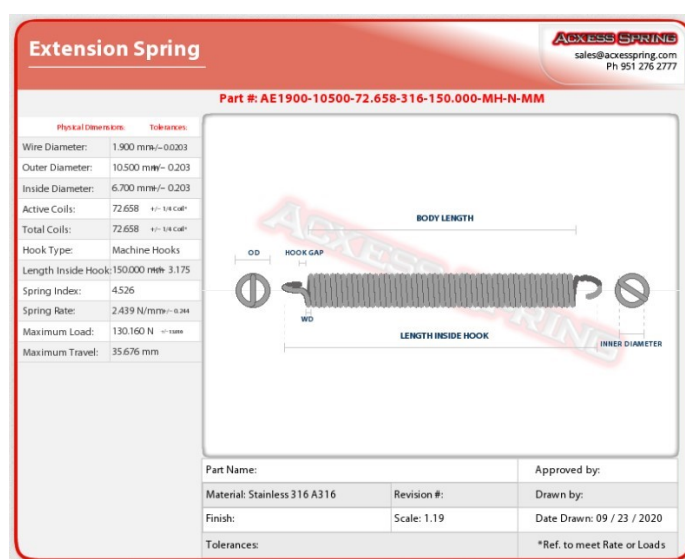 Extension Spring
ACXESS SPRING
sales@acxesspring.com
Ph 951 276 2777
Part #: AE1900-10500-72.658-316-150.000-MH-N-MM
Physical Dimensions: Tolerances:
Wire Diameter: 1.900 mm+/- 0.0203
Outer Diameter: 10.500 mm+/- 0.203
Inside Diameter: 6.700 mm+/- 0.203
Active Coils: 72.658 +/- 1/4 Coil*
Total Coils: 72.658 +/- 1/4 Coil*
Hook Type: Machine Hooks
Length Inside Hook: 150.000 mm+/- 3.175
Spring Index: 4.526
Spring Rate: 2.439 N/mm+/- 0.244
Maximum Load: 130.160 N +/-
Maximum Travel: 35.676 mm
BODY LENGTH
OD HOOK GAP
WD
LENGTH INSIDE HOOK
INNER DIAMETER
ACXESS SPRING
Part Name: Approved by:
Material: Stainless 316 A316 Revision #: Drawn by:
Finish: Scale: 1.19 Date Drawn: 09 / 23 / 2020
Tolerances: *Ref. to meet Rate or Loads